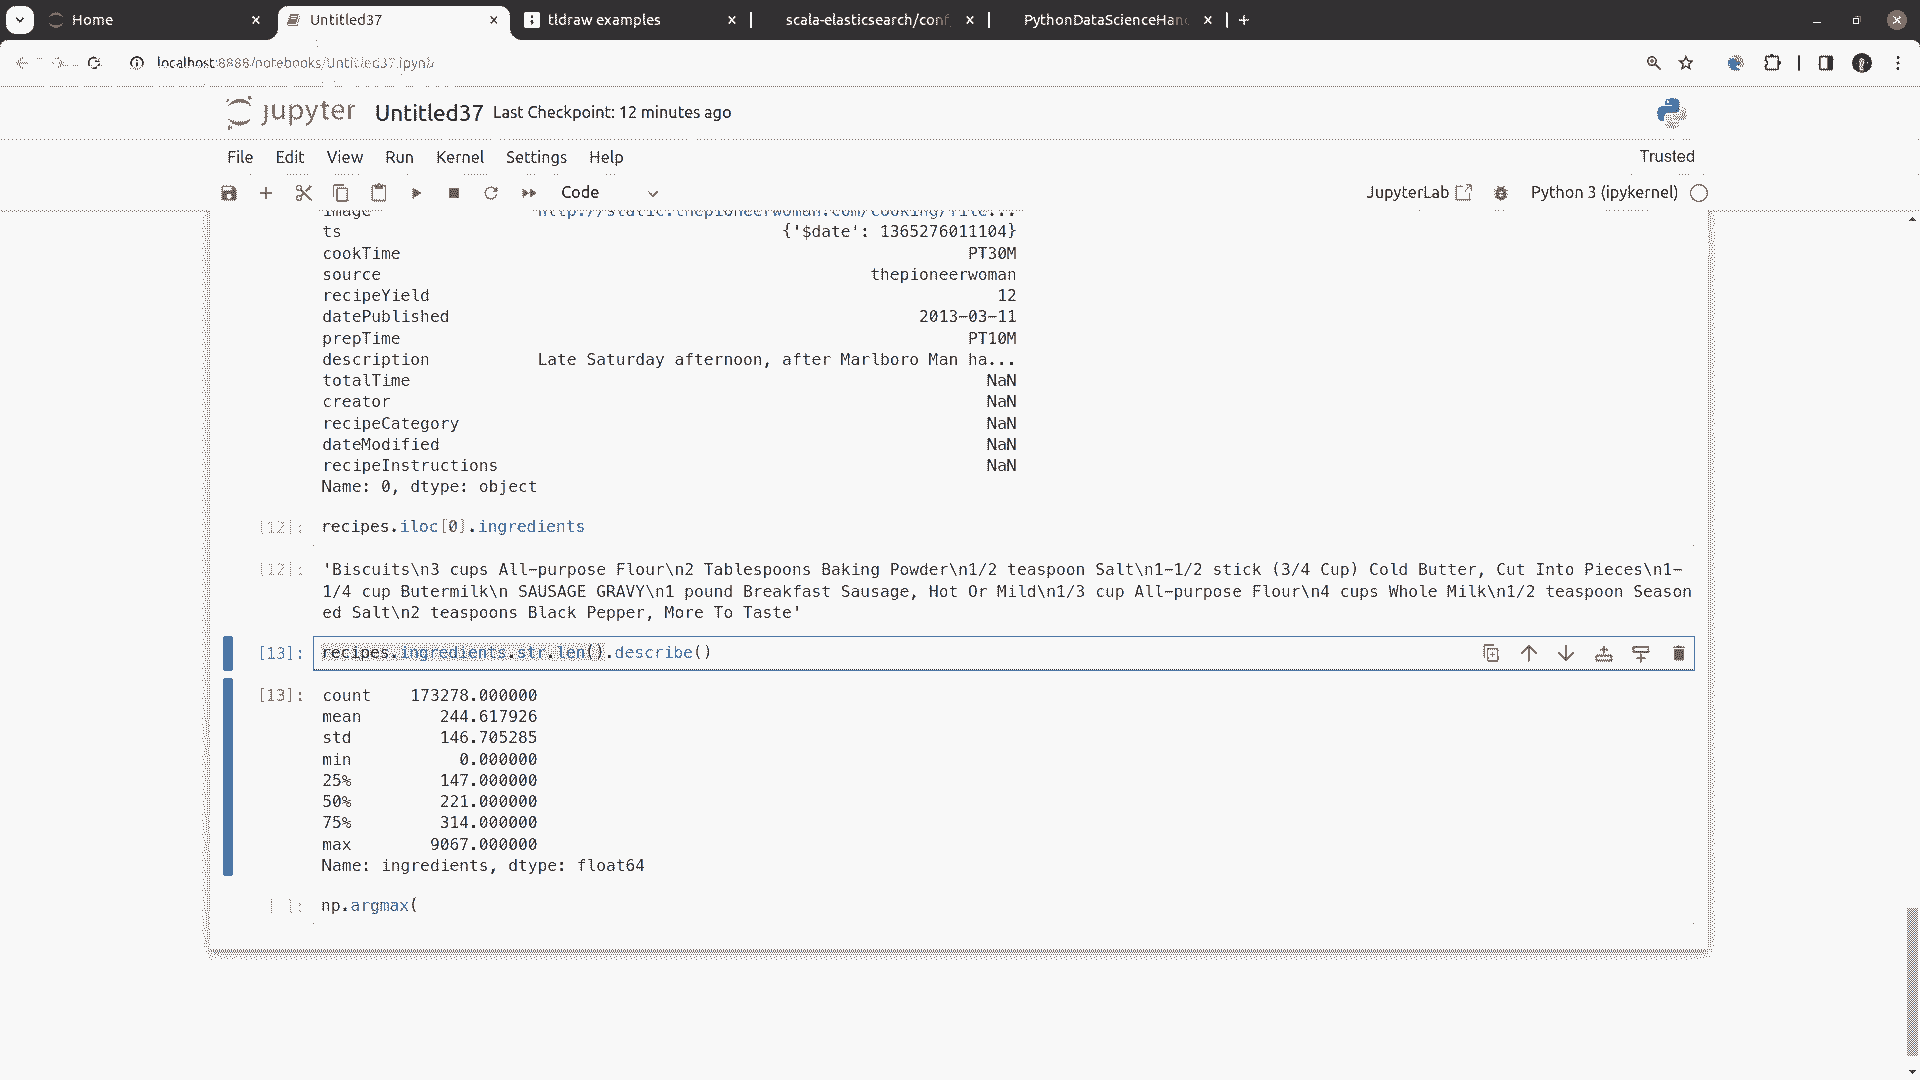 Home
Untitled37
tldraw examples
scala-elasticsearch/conf
PythonDataScienceHan
localhost:8888/notebooks/Untitled37.ipynb
jupyter Untitled37 Last Checkpoint: 12 minutes ago
File Edit View Run Kernel Settings Help
Trusted
Code
JupyterLab
Python 3 (ipykernel)
image "http://static.thepioneerwoman.com/cooking/file...
ts {'$date': 1365276011104}
cookTime PT30M
source thepioneerwoman
recipeYield 12
datePublished 2013-03-11
prepTime PT10M
description Late Saturday afternoon, after Marlboro Man ha...
totalTime NaN
creator NaN
recipeCategory NaN
dateModified NaN
recipeInstructions NaN
Name: 0, dtype: object
[12]: recipes.iloc[0].ingredients
[12]: 'Biscuits\n3 cups All-purpose Flour\n2 Tablespoons Baking Powder\n1/2 teaspoon Salt\n1-1/2 stick (3/4 Cup) Cold Butter, Cut Into Pieces\n1-
1/4 cup Butermilk\n SAUSAGE GRAVY\n1 pound Breakfast Sausage, Hot Or Mild\n1/3 cup All-purpose Flour\n4 cups Whole Milk\n1/2 teaspoon Season
ed Salt\n2 teaspoons Black Pepper, More To Taste'
[13]: recipes.ingredients.str.len().describe()
[13]: count 173278.000000
mean 244.617926
std 146.705285
min 0.000000
25% 147.000000
50% 221.000000
75% 314.000000
max 9067.000000
Name: ingredients, dtype: float64
[ ]: np.argmax(